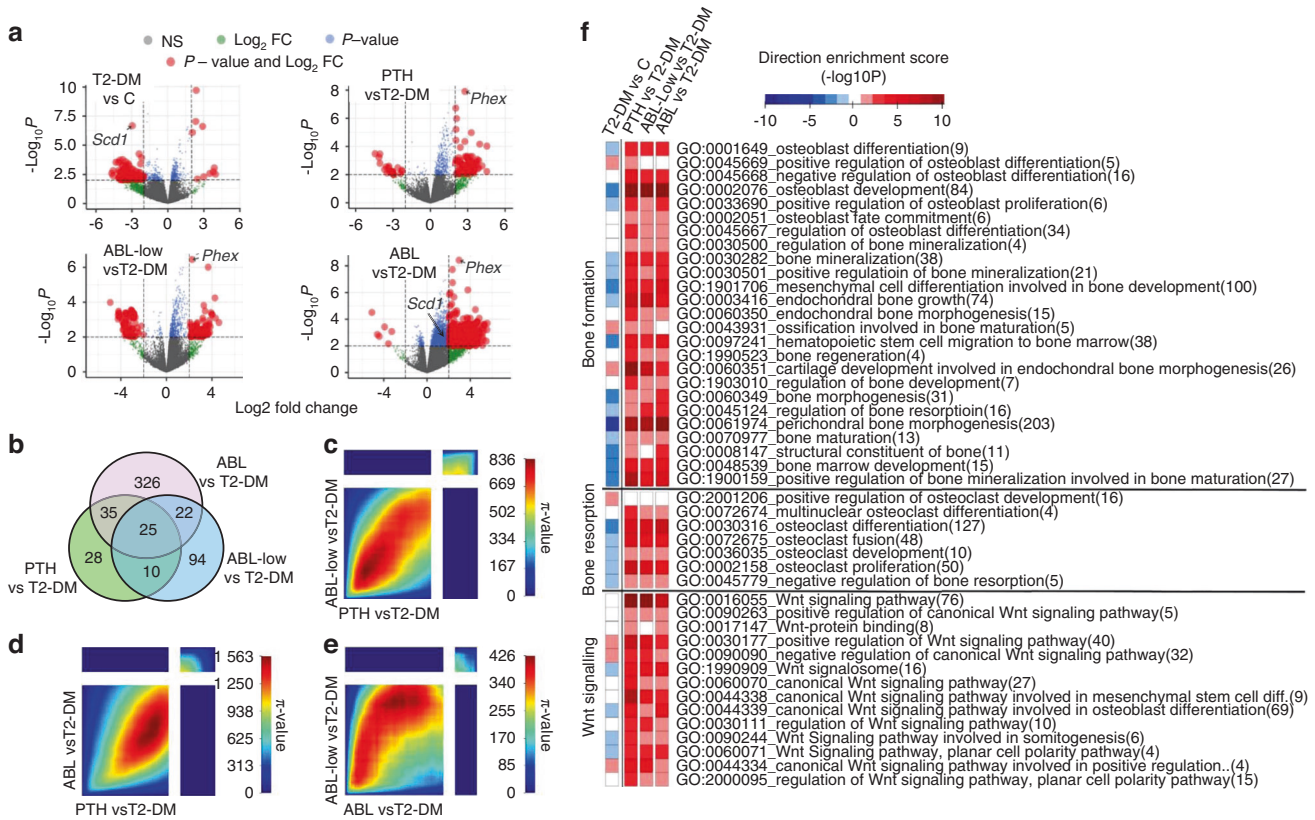 a
NS
Log2 FC
P–value
P – value and Log2 FC
T2-DM
vs C
Scd1
10
7.5
5.0
2.5
0
-6
-3
0
3
6
-Log10P
PTH
vsT2-DM
Phex
8
6
4
2
0
-6
-3
0
3
6
-Log10P
ABL-low
vsT2-DM
Phex
6
4
2
0
-4
0
4
-Log10P
ABL
vsT2-DM
Phex
Scd1
8
6
4
2
0
-4
0
4
-Log10P
Log2 fold change
b
ABL
vs T2-DM
326
35
22
25
28
10
94
PTH
vs T2-DM
ABL-low
vs T2-DM
c
ABL-low vsT2-DM
PTH vsT2-DM
836
669
502
334
167
0
π-value
d
ABL vsT2-DM
PTH vsT2-DM
1 563
1 250
938
625
313
0
π-value
e
ABL-low vsT2-DM
ABL vsT2-DM
426
340
255
170
85
0
π-value
f
T2-DM vs C
PTH vs T2-DM
ABL-Low vs T2-DM
ABL vs T2-DM
Direction enrichment score
(-log10P)
-10
-5
0
5
10
Bone formation
GO:0001649_osteoblast differentiation(9)
GO:0045669_positive regulation of osteoblast differentiation(5)
GO:0045668_negative regulation of osteoblast differentiation(16)
GO:0002076_osteoblast development(84)
GO:0033690_positive regulation of osteoblast proliferation(6)
GO:0002051_osteoblast fate commitment(6)
GO:0045667_regulation of osteoblast differentiation(34)
GO:0030500_regulation of bone mineralization(4)
GO:0030282_bone mineralization(38)
GO:0030501_positive regulatioin of bone mineralization(21)
GO:1901706_mesenchymal cell differentiation involved in bone development(100)
GO:0003416_endochondral bone growth(74)
GO:0060350_endochondral bone morphogenesis(15)
GO:0043931_ossification involved in bone maturation(5)
GO:0097241_hematopoietic stem cell migration to bone marrow(38)
GO:1990523_bone regeneration(4)
GO:0060351_cartilage development involved in endochondral bone morphogenesis(26)
GO:1903010_regulation of bone development(7)
GO:0060349_bone morphogenesis(31)
GO:0045124_regulation of bone resorptioin(16)
GO:0061974_perichondral bone morphogenesis(203)
GO:0070977_bone maturation(13)
GO:0008147_structural constituent of bone(11)
GO:0048539_bone marrow development(15)
GO:1900159_positive regulation of bone mineralization involved in bone maturation(27)
Bone resorption
GO:2001206_positive regulation of osteoclast development(16)
GO:0072674_multinuclear osteoclast differentiation(4)
GO:0030316_osteoclast differentiation(127)
GO:0072675_osteoclast fusion(48)
GO:0036035_osteoclast development(10)
GO:0002158_osteoclast proliferation(50)
GO:0045779_negative regulation of bone resorption(5)
Wnt signalling
GO:0016055_Wnt signaling pathway(76)
GO:0090263_positive regulation of canonical Wnt signaling pathway(5)
GO:0017147_Wnt-protein binding(8)
GO:0030177_positive regulation of Wnt signaling pathway(40)
GO:0090090_negative regulation of canonical Wnt signaling pathway(32)
GO:1990909_Wnt signalosome(16)
GO:0060070_canonical Wnt signaling pathway(27)
GO:0044338_canonical Wnt signaling pathway involved in mesenchymal stem cell diff.(9)
GO:0044339_canonical Wnt signaling pathway involved in osteoblast differentiation(69)
GO:0030111_regulation of Wnt signaling pathway(10)
GO:0090244_Wnt Signaling pathway involved in somitogenesis(6)
GO:0060071_Wnt Signaling pathway, planar cell polarity pathway(4)
GO:0044334_canonical Wnt signaling pathway involved in positive regulation..(4)
GO:2000095_regulation of Wnt signaling pathway, planar cell polarity pathway(15)